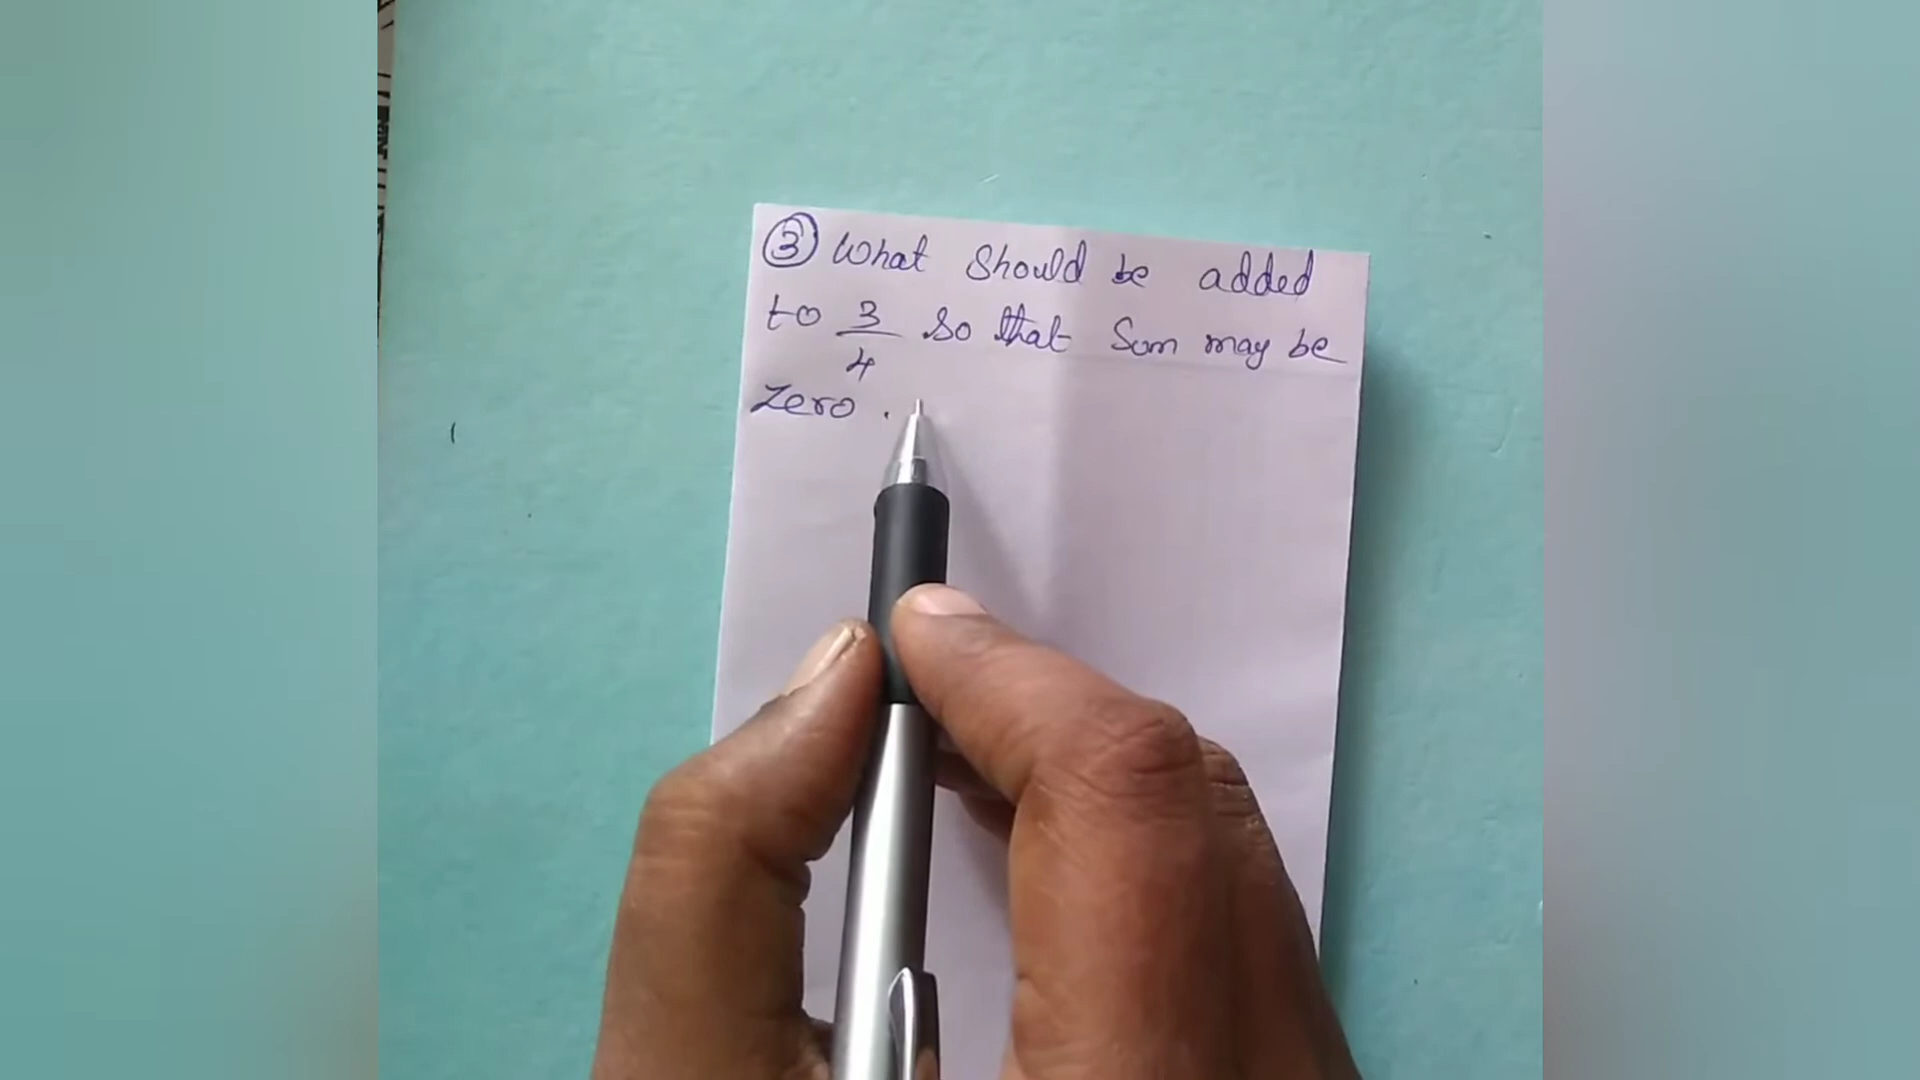 ③ What should be added
to 3/4 so that Sum may be
Zero.